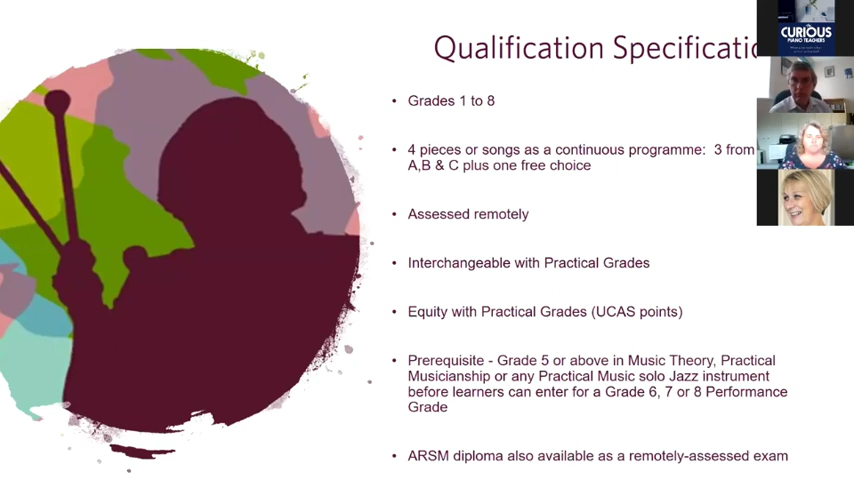 Qualification Specificatio
CURIOUS
PIANO TEACHERS
• Grades 1 to 8
• 4 pieces or songs as a continuous programme: 3 from
A,B & C plus one free choice
• Assessed remotely
• Interchangeable with Practical Grades
• Equity with Practical Grades (UCAS points)
• Prerequisite - Grade 5 or above in Music Theory, Practical
Musicianship or any Practical Music solo Jazz instrument
before learners can enter for a Grade 6, 7 or 8 Performance
Grade
• ARSM diploma also available as a remotely-assessed exam